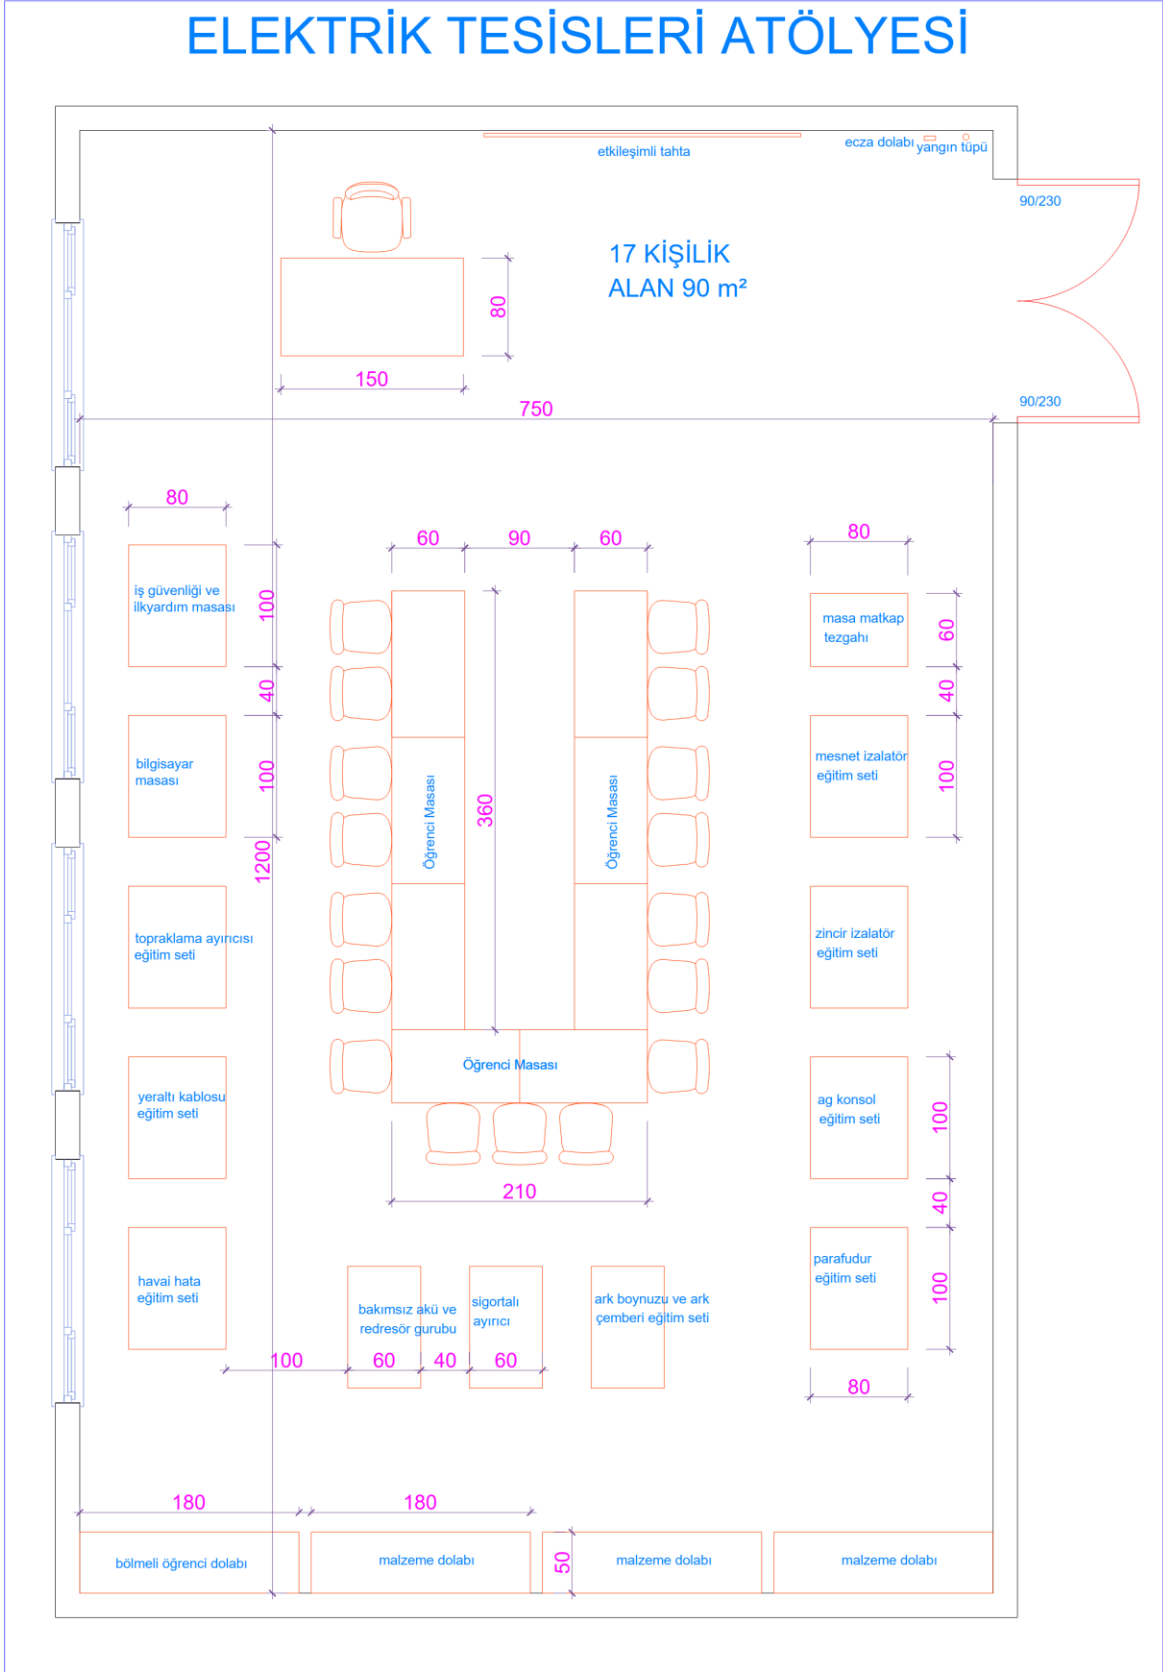 ELEKTRİK TESİSLERİ ATÖLYESİ
etkileşimli tahta
ecza dolabı
yangın tüpü
90/230
17 KİŞİLİK
ALAN 90 m²
80
150
90/230
750
80
60
90
60
80
iş güvenliği ve
ilkyardım masası
100
masa matkap
tezgahı
60
40
40
bilgisayar
masası
100
Öğrenci Masası
360
Öğrenci Masası
mesnet izalatör
eğitim seti
100
1200
topraklama ayırıcısı
eğitim seti
zincir izalatör
eğitim seti
Öğrenci Masası
yeraltı kablosu
eğitim seti
ag konsol
eğitim seti
100
210
40
havai hata
eğitim seti
bakımsız akü ve
redresör gurubu
sigortalı
ayırıcı
ark boynuzu ve ark
çemberi eğitim seti
parafudur
eğitim seti
100
100
60
40
60
80
180
180
bölmeli öğrenci dolabı
malzeme dolabı
50
malzeme dolabı
malzeme dolabı